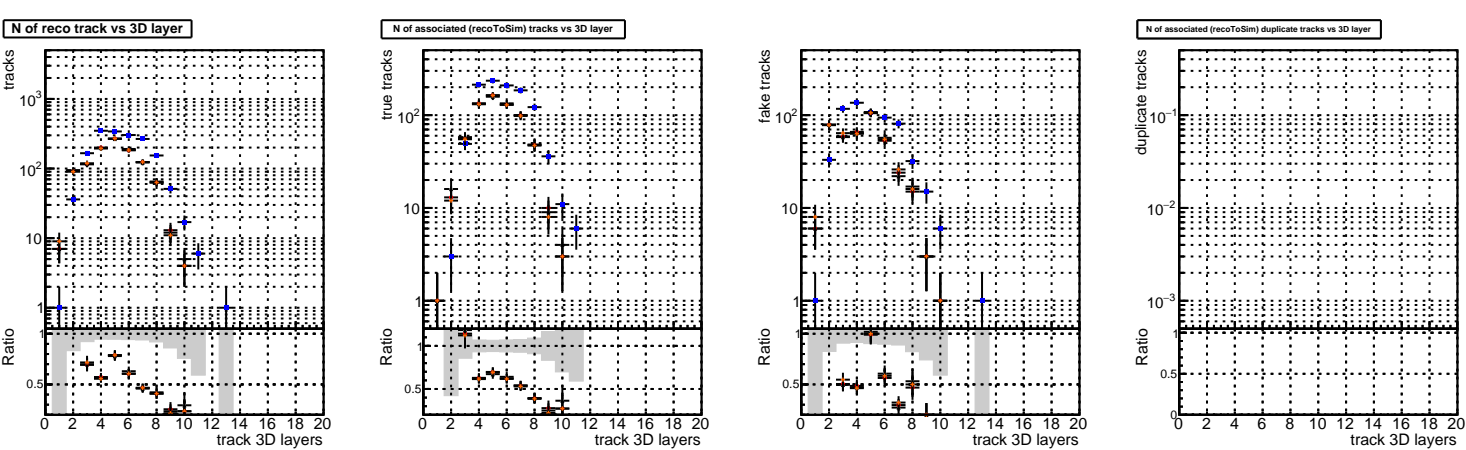 N of reco track vs 3D layer
tracks
10³
10²
10
1
Ratio
1
0.5
0 2 4 6 8 10 12 14 16 18 20
track 3D layers
N of associated (recoToSim) tracks vs 3D layer
true tracks
10²
10
1
Ratio
1
0.5
0 2 4 6 8 10 12 14 16 18 20
track 3D layers
fake tracks
10²
10
1
Ratio
1
0.5
0 2 4 6 8 10 12 14 16 18 20
track 3D layers
N of associated (recoToSim) duplicate tracks vs 3D layer
duplicate tracks
10⁻¹
10⁻²
10⁻³
Ratio
1
0.5
0
0 2 4 6 8 10 12 14 16 18 20
track 3D layers